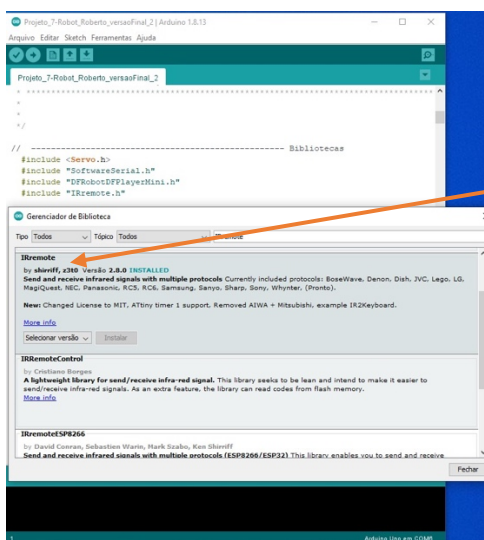 Projeto_7-Robot_Roberto_versaoFinal_2 | Arduino 1.8.13
Arquivo Editar Sketch Ferramentas Ajuda
Projeto_7-Robot_Roberto_versaoFinal_2
*/
// ------------------------------------------------ Bibliotecas
#include <Servo.h>
#include "SoftwareSerial.h"
#include "DFRobotDFPlayerMini.h"
#include "IRremote.h"
Gerenciador de Biblioteca
Tipo Todos Tópico Todos IRremote
IRremote
by shirriff, z3t0 Versão 2.8.0 INSTALLED
Send and receive infrared signals with multiple protocols Currently included protocols: BoseWave, Denon, Dish, JVC, Lego, LG,
MagiQuest, NEC, Panasonic, RC5, RC6, Samsung, Sanyo, Sharp, Sony, Whynter, (Pronto).
New: Changed License to MIT, ATtiny timer 1 support, Removed AIWA + Mitsubishi, example IR2Keyboard.
More info
Selecionar versão Instalar
IRRemoteControl
by Cristiano Borges
A lightweight library for send/receive infra-red signal. This library seeks to be lean and intend to make it easier to
send/receive infra-red signals. As an extra feature, the library can read codes from flash memory.
More info
IRremoteESP8266
by David Conran, Sebastien Warin, Mark Szabo, Ken Shirriff
Send and receive infrared signals with multiple protocols (ESP8266/ESP32) This library enables you to send and receive
Fechar
1 Arduino Uno em COM6